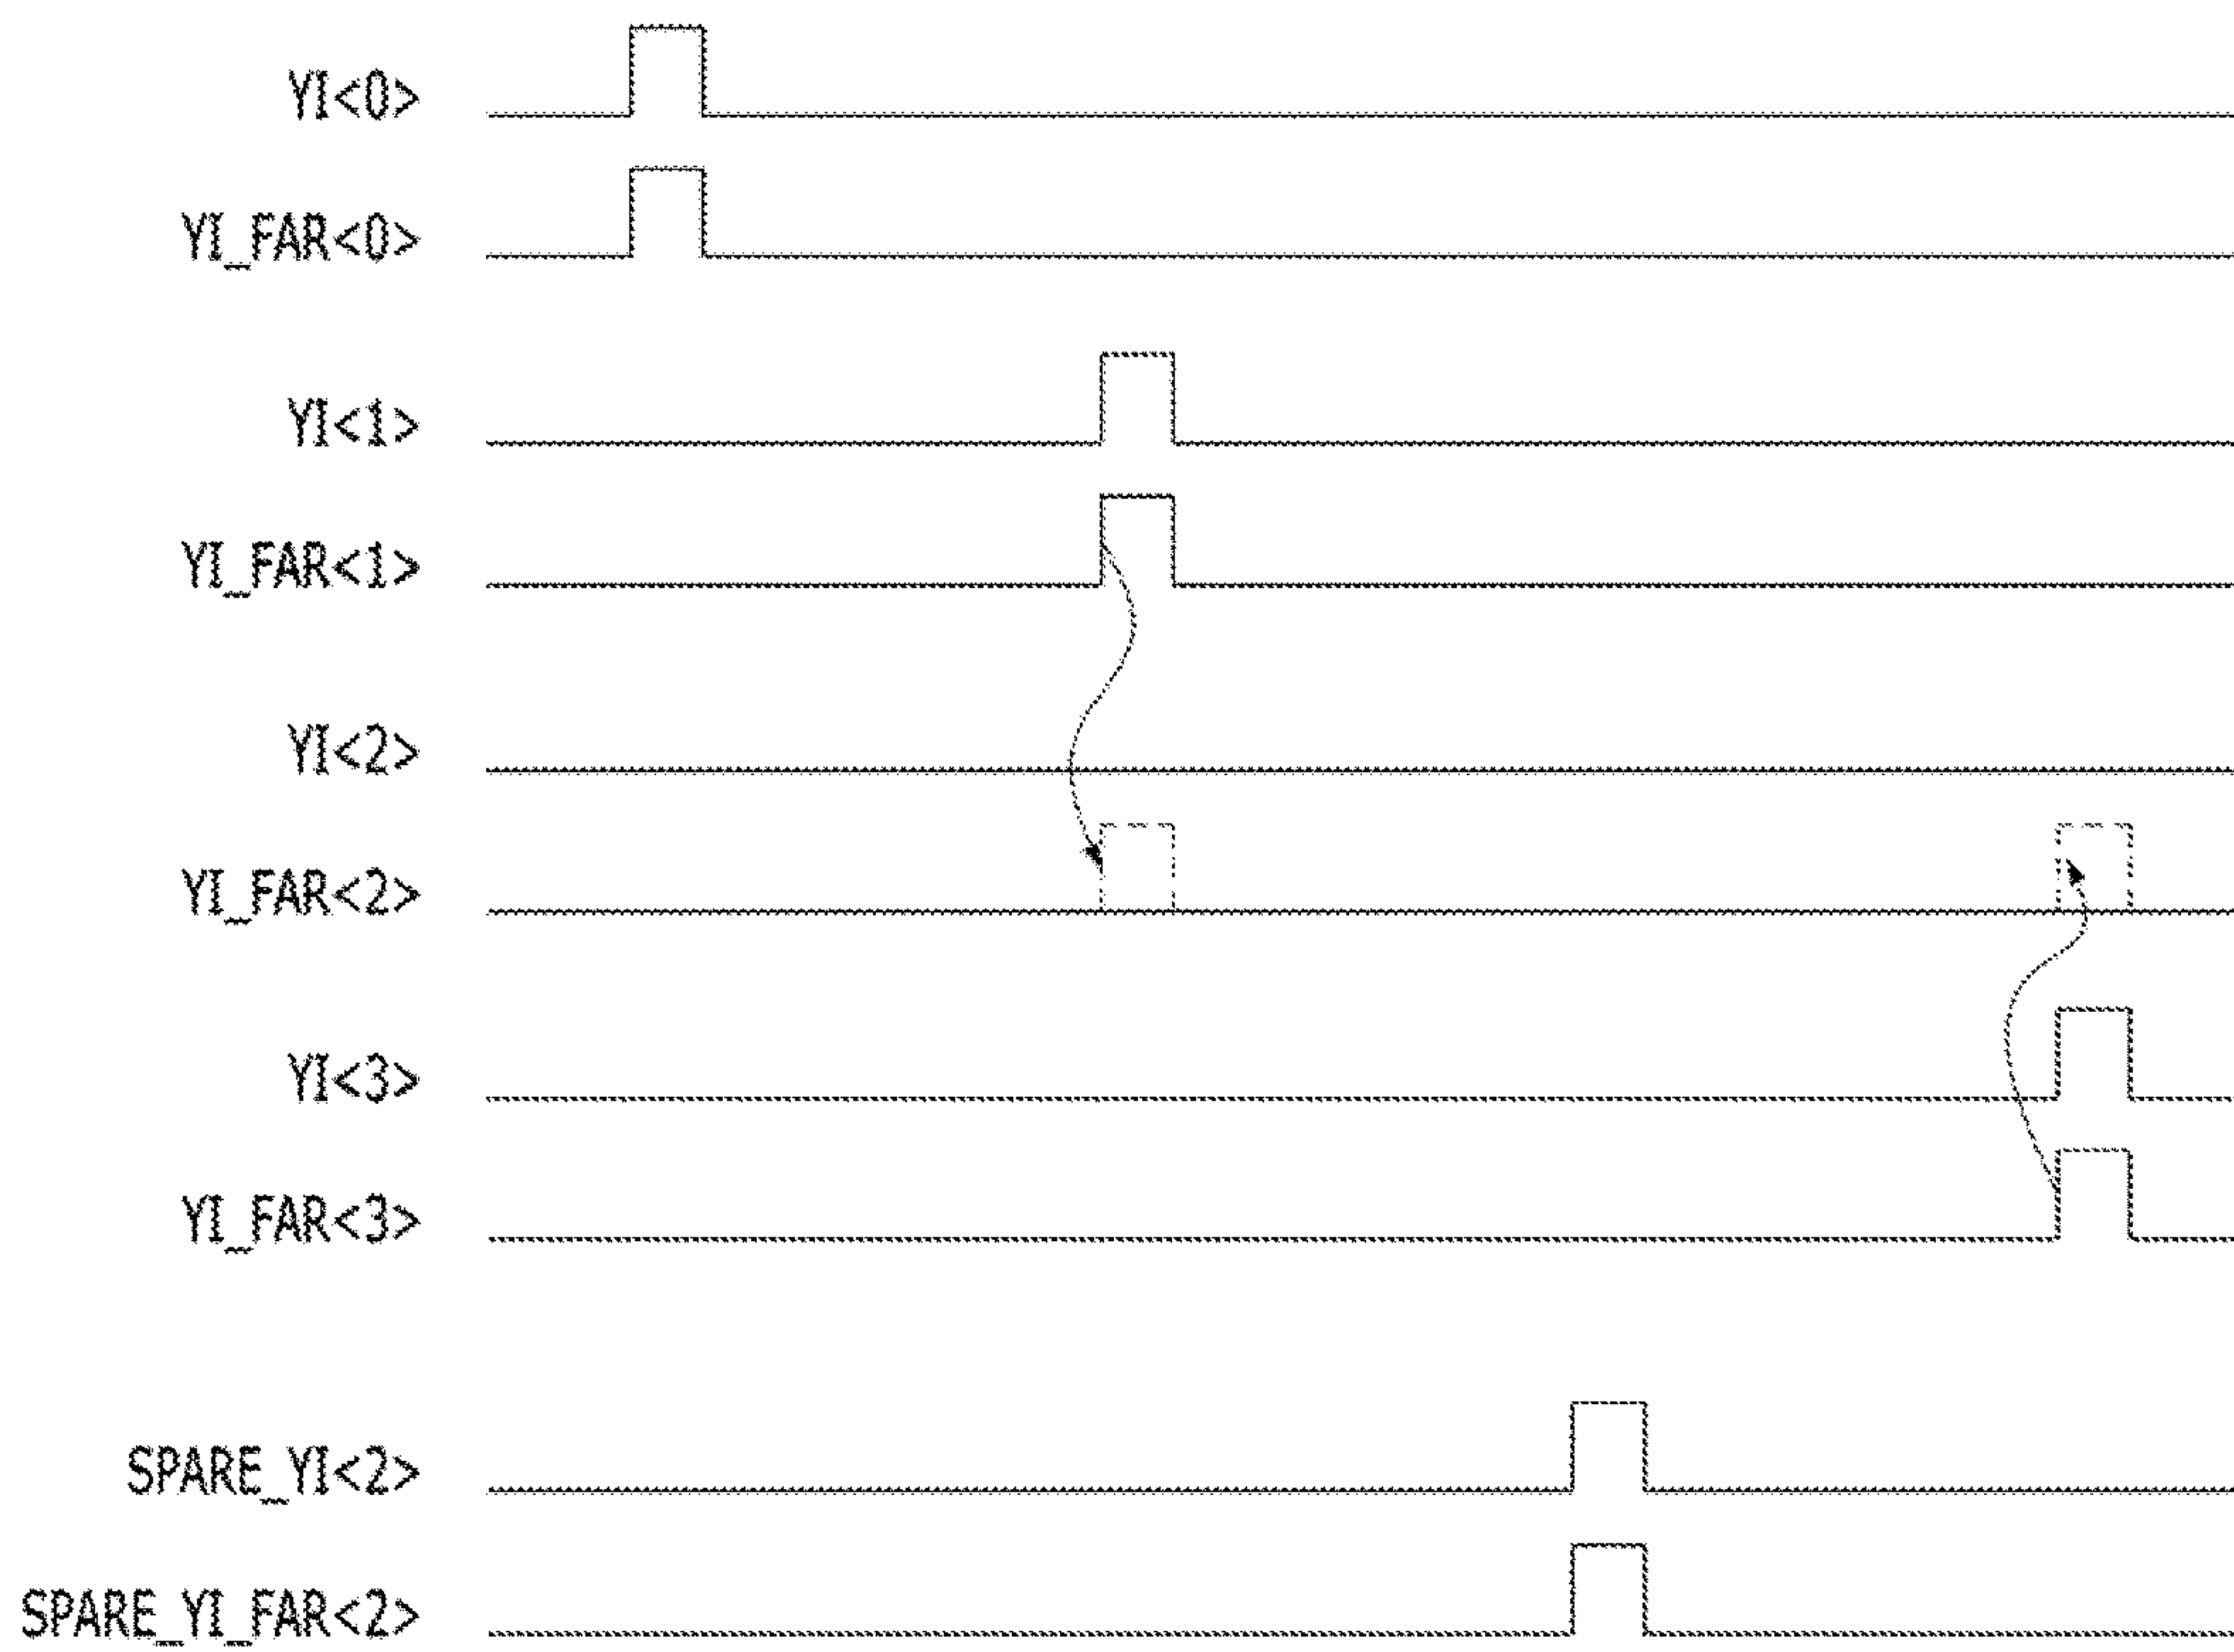 YI<0>
YI_FAR<0>
YI<1>
YI_FAR<1>
YI<2>
YI_FAR<2>
YI<3>
YI_FAR<3>
SPARE_YI<2>
SPARE_YI_FAR<2>